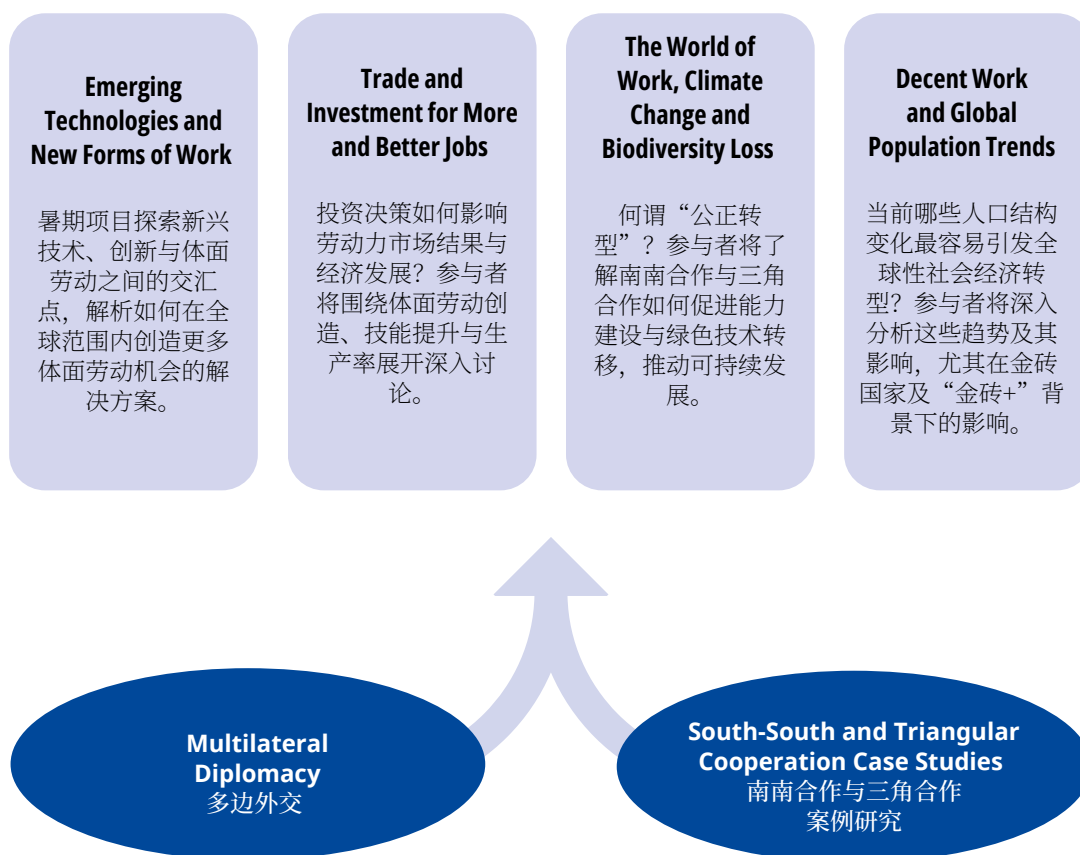 Emerging
Technologies and
New Forms of Work
暑期项目探索新兴
技术、创新与体面
劳动之间的交汇
点，解析如何在全
球范围内创造更多
体面劳动机会的解
决方案。
Trade and
Investment for More
and Better Jobs
投资决策如何影响
劳动力市场结果与
经济发展？参与者
将围绕体面劳动创
造、技能提升与生
产率展开深入讨
论。
The World of
Work, Climate
Change and
Biodiversity Loss
何谓“公正转
型”？参与者将了
解南南合作与三角
合作如何促进能力
建设与绿色技术转
移，推动可持续发
展。
Decent Work
and Global
Population Trends
当前哪些人口结构
变化最容易引发全
球性社会经济转
型？参与者将深入
分析这些趋势及其
影响，尤其在金砖
国家及“金砖+”背
景下的影响。
Multilateral
Diplomacy
多边外交
South-South and Triangular
Cooperation Case Studies
南南合作与三角合作
案例研究